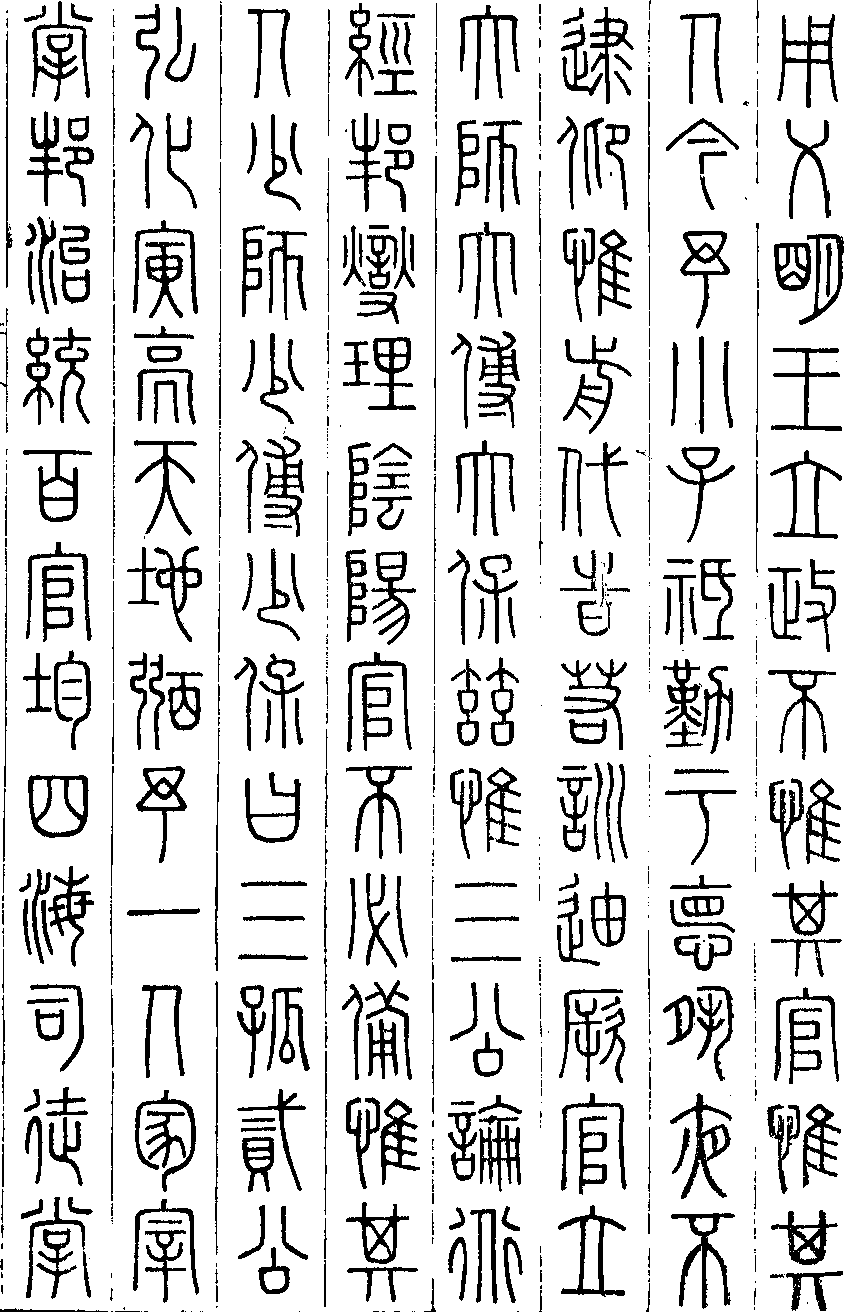 用乂明王立政不惟其官惟其
人今予小子祗勤于德夙夜不
逮仰惟前代時若訓迪厥官立
太師太傅太保茲惟三公論道
經邦燮理陰陽官不必備惟其
人少師少傅少保曰三孤貳公
弘化寅亮天地弼予一人冢宰
掌邦治統百官均四海司徒掌